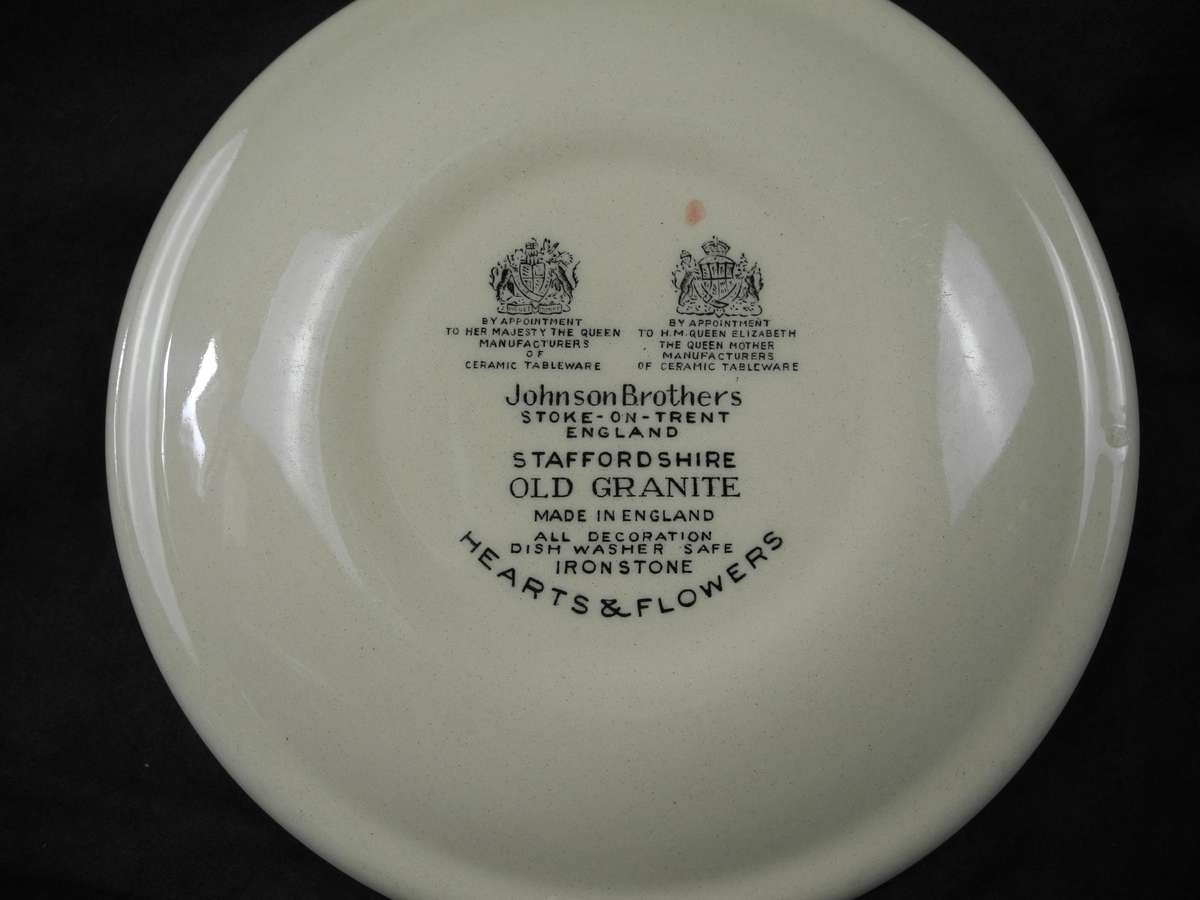 BY APPOINTMENT
TO HER MAJESTY THE QUEEN
MANUFACTURERS
OF
CERAMIC TABLEWARE
BY APPOINTMENT
TO H.M. QUEEN ELIZABETH
THE QUEEN MOTHER
MANUFACTURERS
OF CERAMIC TABLEWARE
Johnson Brothers
STOKE-ON-TRENT
ENGLAND
STAFFORDSHIRE
OLD GRANITE
MADE IN ENGLAND
ALL DECORATION
DISH WASHER SAFE
IRONSTONE
HEARTS & FLOWERS